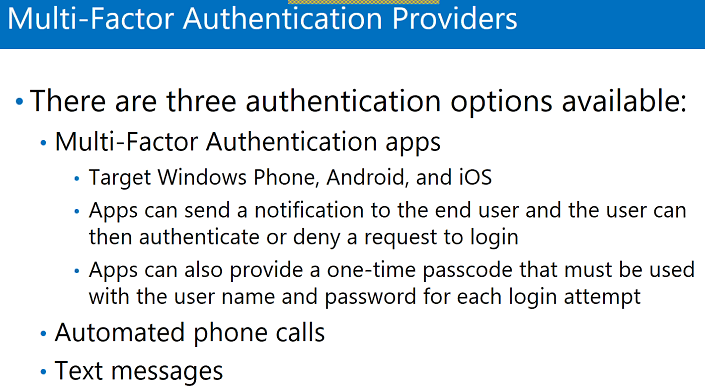 Multi-Factor Authentication Providers
• There are three authentication options available:
• Multi-Factor Authentication apps
• Target Windows Phone, Android, and iOS
• Apps can send a notification to the end user and the user can
then authenticate or deny a request to login
• Apps can also provide a one-time passcode that must be used
with the user name and password for each login attempt
• Automated phone calls
• Text messages